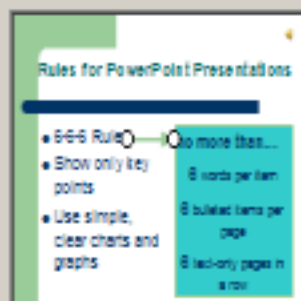 Rules for PowerPoint Presentations
6-6-6 Rule
Show only key
points
Use simple,
clear charts and
graphs
no more than....
6 words per item
6 bulleted items per
page
6 text-only pages in
a row